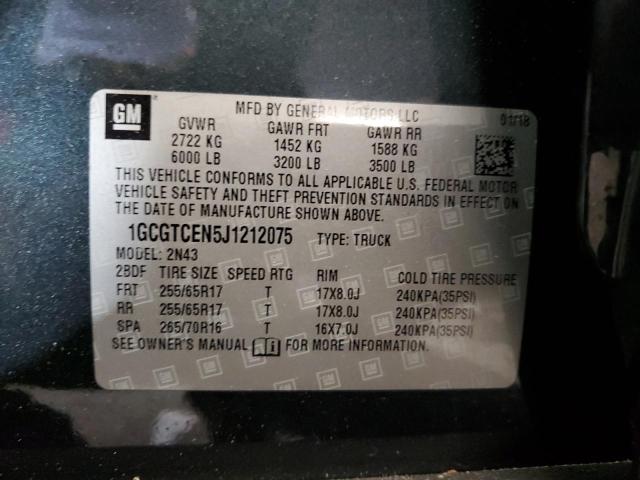 GM
MFD BY GENERAL MOTORS LLC
01/18
GVWR GAWR FRT GAWR RR
2722 KG 1452 KG 1588 KG
6000 LB 3200 LB 3500 LB
THIS VEHICLE CONFORMS TO ALL APPLICABLE U.S. FEDERAL MOTOR
VEHICLE SAFETY AND THEFT PREVENTION STANDARDS IN EFFECT ON
THE DATE OF MANUFACTURE SHOWN ABOVE.
1GCGTCEN5J1212075 TYPE: TRUCK
MODEL: 2N43
2BDF TIRE SIZE SPEED RTG RIM COLD TIRE PRESSURE
FRT 255/65R17 T 17X8.0J 240KPA(35PSI)
RR 255/65R17 T 17X8.0J 240KPA(35PSI)
SPA 265/70R16 T 16X7.0J 240KPA(35PSI)
SEE OWNER'S MANUAL FOR MORE INFORMATION.